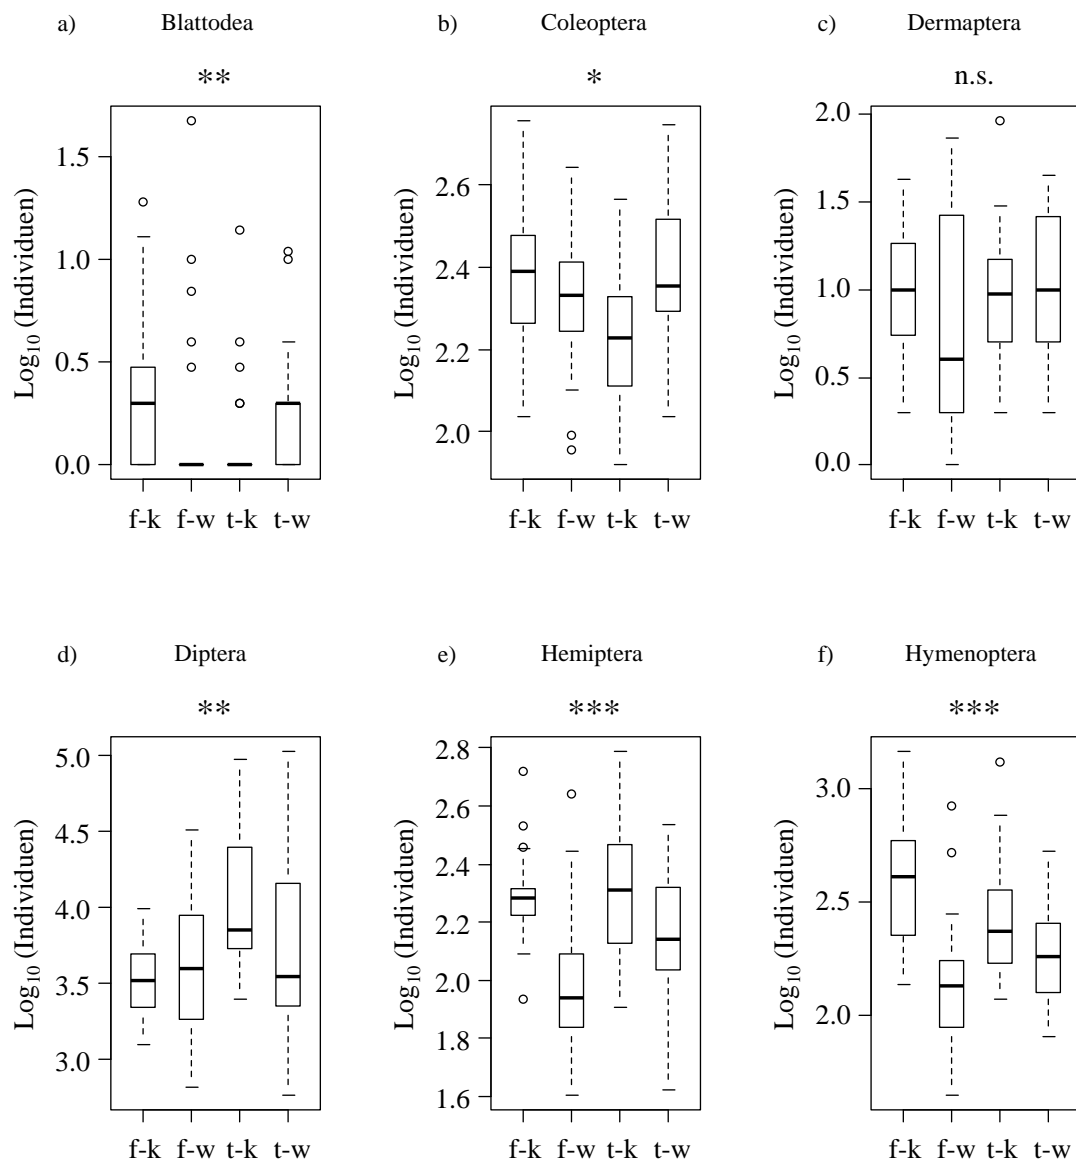 a) Blattodea
**
1.5
1.0
0.5
0.0
Log10 (Individuen)
f-k f-w t-k t-w
b) Coleoptera
*
2.6
2.4
2.2
2.0
Log10 (Individuen)
f-k f-w t-k t-w
c) Dermaptera
n.s.
2.0
1.5
1.0
0.5
0.0
Log10 (Individuen)
f-k f-w t-k t-w
d) Diptera
**
5.0
4.5
4.0
3.5
3.0
Log10 (Individuen)
f-k f-w t-k t-w
e) Hemiptera
***
2.8
2.6
2.4
2.2
2.0
1.8
1.6
Log10 (Individuen)
f-k f-w t-k t-w
f) Hymenoptera
***
3.0
2.5
2.0
Log10 (Individuen)
f-k f-w t-k t-w